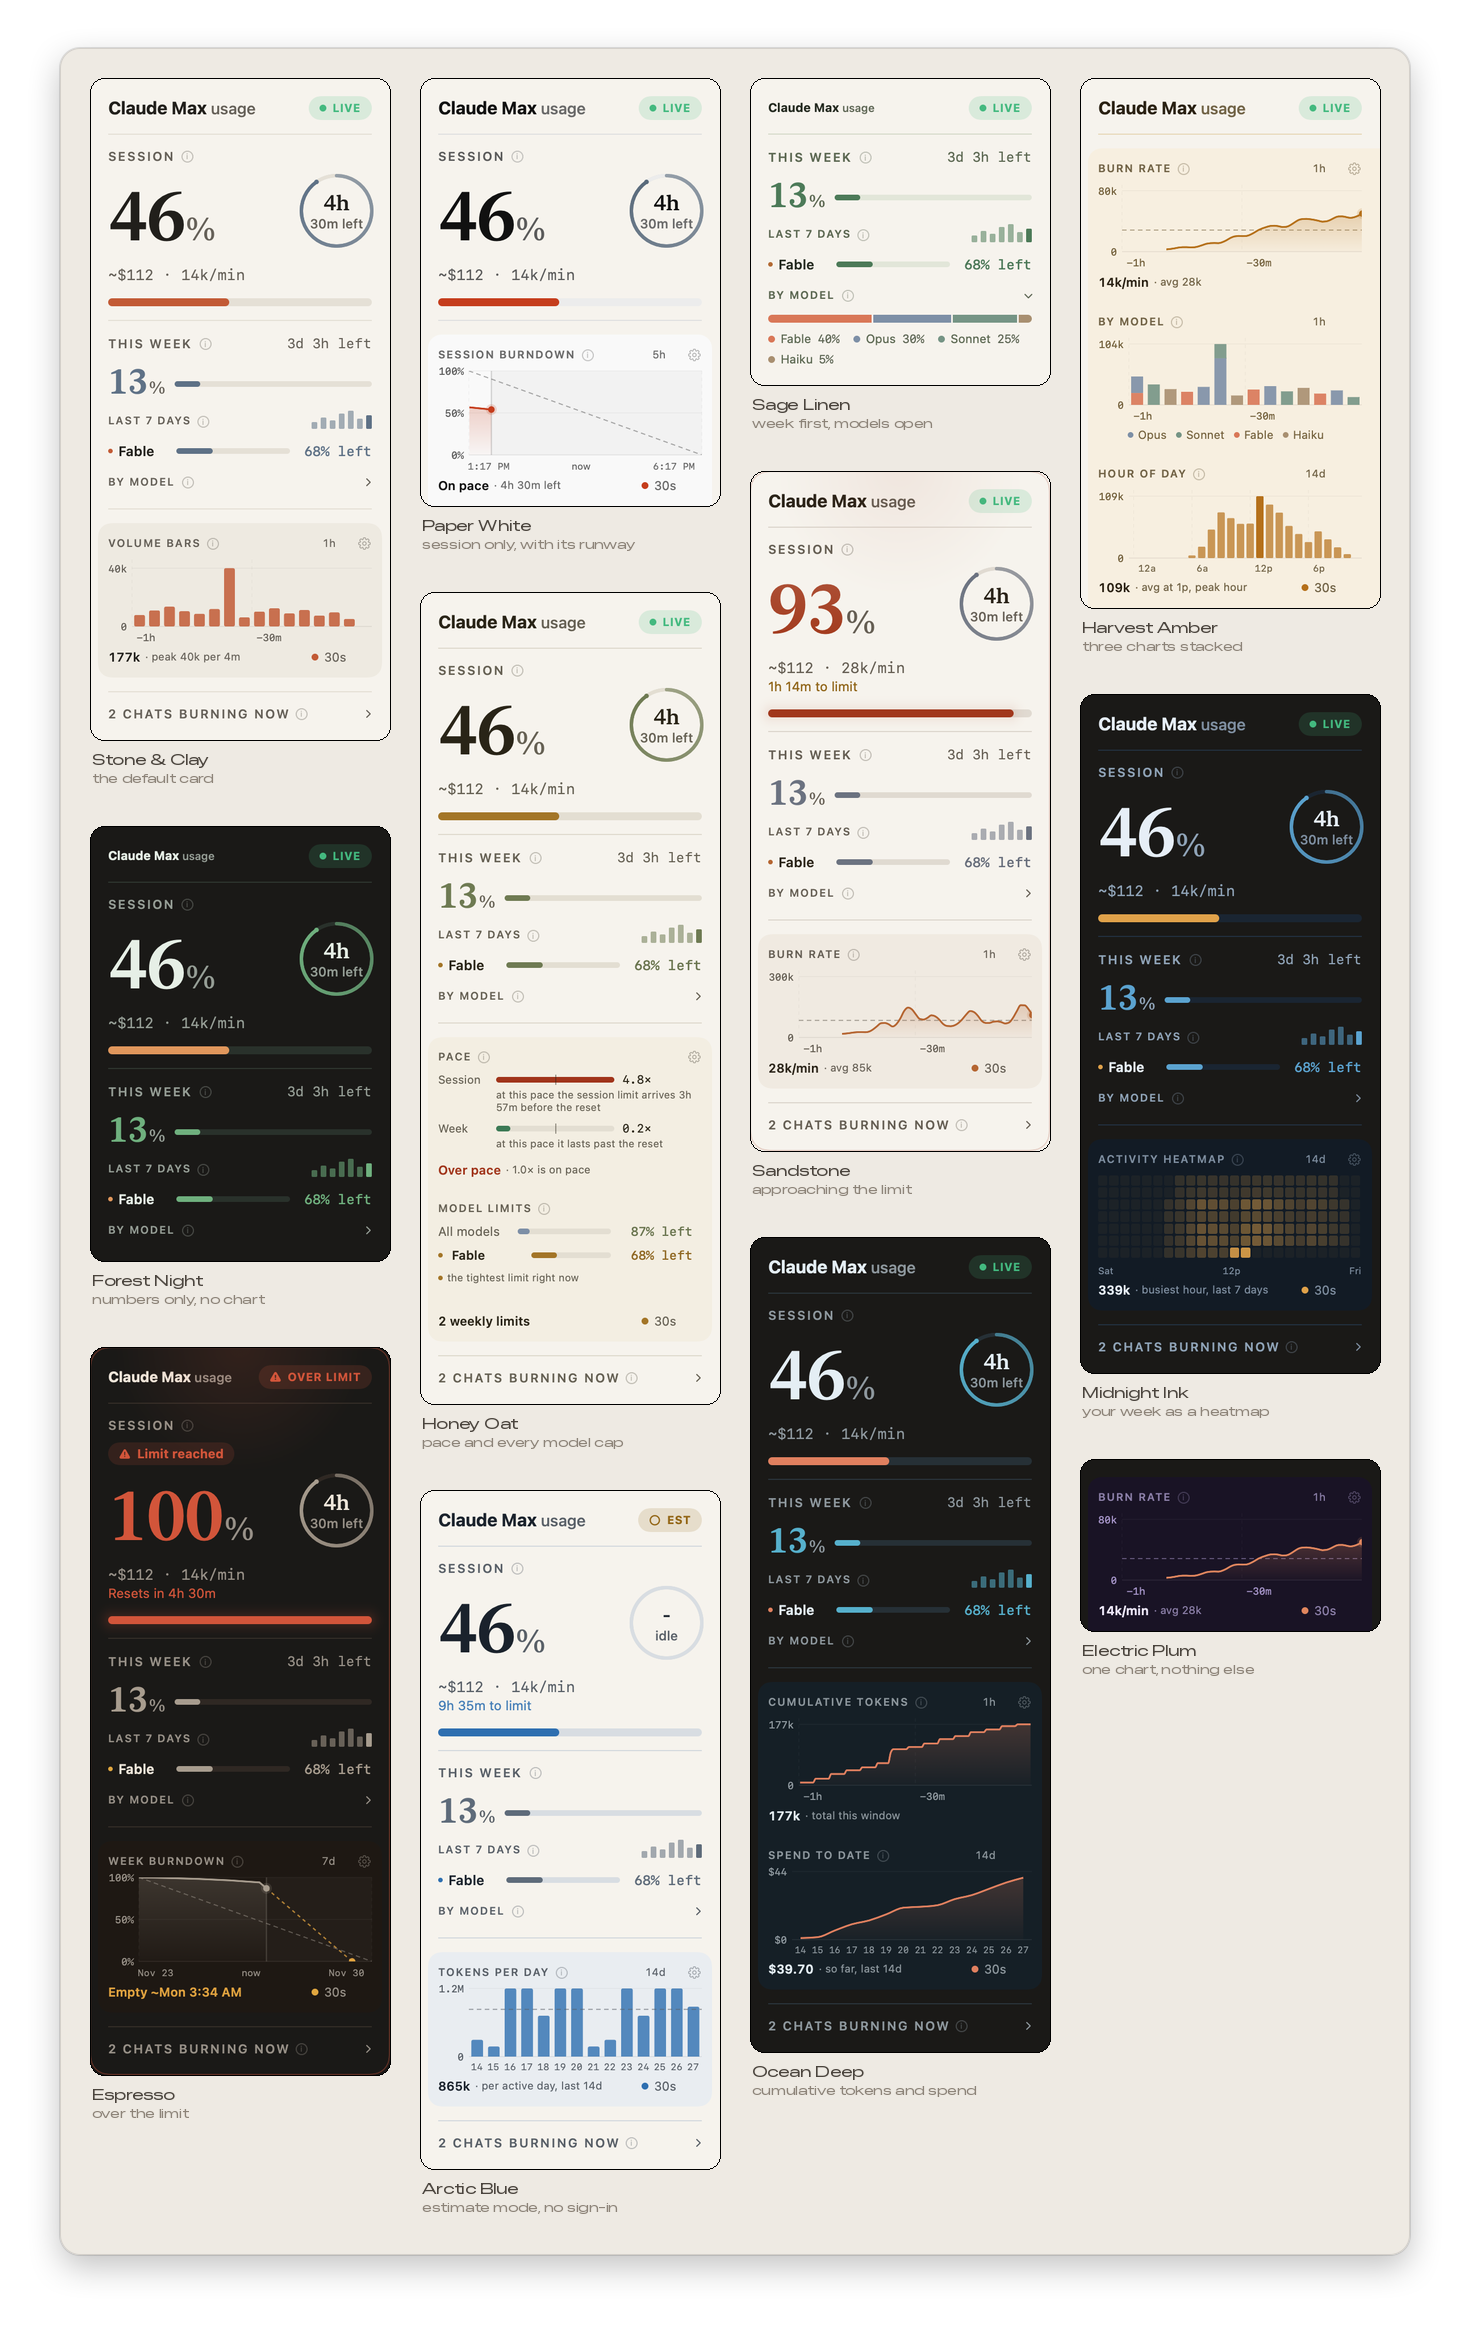 Claude Max usage
LIVE
SESSION
46%
4h
30m left
~$112 · 14k/min
THIS WEEK
3d 3h left
13%
LAST 7 DAYS
Fable
68% left
BY MODEL
VOLUME BARS
1h
40k
0
−1h
−30m
177k · peak 40k per 4m
30s
2 CHATS BURNING NOW
Stone & Clay
the default card
Claude Max usage
LIVE
SESSION
46%
4h
30m left
~$112 · 14k/min
THIS WEEK
3d 3h left
13%
LAST 7 DAYS
Fable
68% left
BY MODEL
Forest Night
numbers only, no chart
Claude Max usage
OVER LIMIT
SESSION
Limit reached
100%
4h
30m left
~$112 · 14k/min
Resets in 4h 30m
THIS WEEK
3d 3h left
13%
LAST 7 DAYS
Fable
68% left
BY MODEL
WEEK BURNDOWN
7d
100%
50%
0%
Nov 23
now
Nov 30
Empty ~Mon 3:34 AM
30s
2 CHATS BURNING NOW
Espresso
over the limit
Claude Max usage
LIVE
SESSION
46%
4h
30m left
~$112 · 14k/min
SESSION BURNDOWN
5h
100%
50%
0%
1:17 PM
now
6:17 PM
On pace · 4h 30m left
30s
Paper White
session only, with its runway
Claude Max usage
LIVE
SESSION
46%
4h
30m left
~$112 · 14k/min
THIS WEEK
3d 3h left
13%
LAST 7 DAYS
Fable
68% left
BY MODEL
PACE
Session
4.8×
at this pace the session limit arrives 3h
57m before the reset
Week
0.2×
at this pace it lasts past the reset
Over pace · 1.0× is on pace
MODEL LIMITS
All models
87% left
Fable
68% left
the tightest limit right now
2 weekly limits
30s
2 CHATS BURNING NOW
Honey Oat
pace and every model cap
Claude Max usage
EST
SESSION
46%
-
idle
~$112 · 14k/min
9h 35m to limit
THIS WEEK
13%
LAST 7 DAYS
Fable
68% left
BY MODEL
TOKENS PER DAY
14d
1.2M
0
14 15 16 17 18 19 20 21 22 23 24 25 26 27
865k · per active day, last 14d
30s
2 CHATS BURNING NOW
Arctic Blue
estimate mode, no sign-in
Claude Max usage
LIVE
THIS WEEK
3d 3h left
13%
LAST 7 DAYS
Fable
68% left
BY MODEL
Fable 40%
Opus 30%
Sonnet 25%
Haiku 5%
Sage Linen
week first, models open
Claude Max usage
LIVE
SESSION
93%
4h
30m left
~$112 · 28k/min
1h 14m to limit
THIS WEEK
3d 3h left
13%
LAST 7 DAYS
Fable
68% left
BY MODEL
BURN RATE
1h
300k
0
−1h
−30m
28k/min · avg 85k
30s
2 CHATS BURNING NOW
Sandstone
approaching the limit
Claude Max usage
LIVE
SESSION
46%
4h
30m left
~$112 · 14k/min
THIS WEEK
3d 3h left
13%
LAST 7 DAYS
Fable
68% left
BY MODEL
CUMULATIVE TOKENS
1h
177k
0
−1h
−30m
177k · total this window
SPEND TO DATE
14d
$44
$0
14 15 16 17 18 19 20 21 22 23 24 25 26 27
$39.70 · so far, last 14d
30s
2 CHATS BURNING NOW
Ocean Deep
cumulative tokens and spend
Claude Max usage
LIVE
BURN RATE
1h
80k
0
−1h
−30m
14k/min · avg 28k
BY MODEL
1h
104k
0
−1h
−30m
Opus
Sonnet
Fable
Haiku
HOUR OF DAY
14d
109k
0
12a
6a
12p
6p
109k · avg at 1p, peak hour
30s
Harvest Amber
three charts stacked
Claude Max usage
LIVE
SESSION
46%
4h
30m left
~$112 · 14k/min
THIS WEEK
3d 3h left
13%
LAST 7 DAYS
Fable
68% left
BY MODEL
ACTIVITY HEATMAP
14d
Sat
12p
Fri
339k · busiest hour, last 7 days
30s
2 CHATS BURNING NOW
Midnight Ink
your week as a heatmap
BURN RATE
1h
80k
0
−1h
−30m
14k/min · avg 28k
30s
Electric Plum
one chart, nothing else